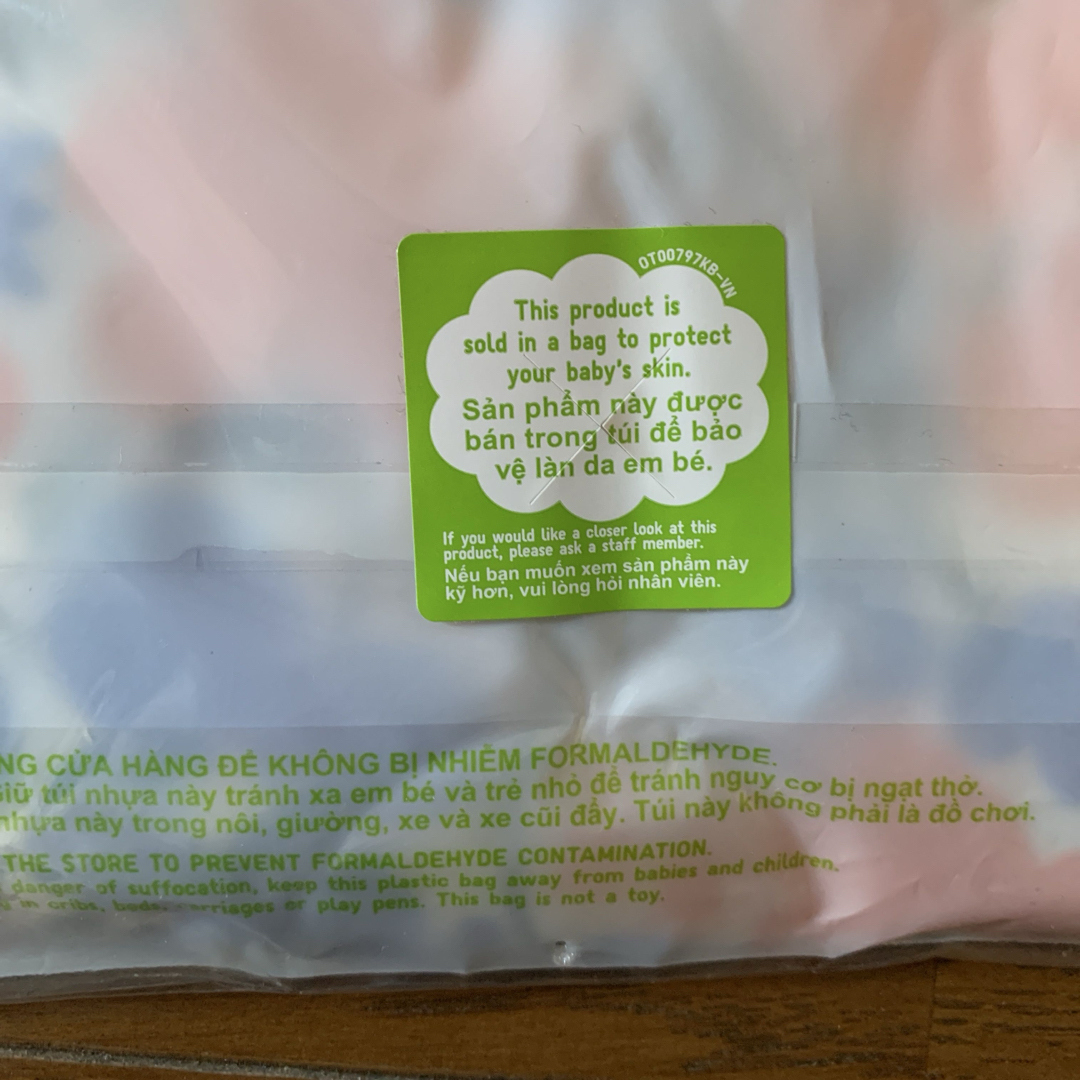 OT00797KB-VN
This product is
sold in a bag to protect
your baby's skin.
Sản phẩm này được
bán trong túi để bảo
vệ làn da em bé.
If you would like a closer look at this
product, please ask a staff member.
Nếu bạn muốn xem sản phẩm này
kỹ hơn, vui lòng hỏi nhân viên.
CỬA HÀNG ĐỂ KHÔNG BỊ NHIỄM FORMALDEHYDE.
túi nhựa này tránh xa em bé và trẻ nhỏ để tránh nguy cơ bị ngạt thở.
nhựa này trong nôi, giường, xe và xe cũi đẩy. Túi này không phải là đồ chơi.
THE STORE TO PREVENT FORMALDEHYDE CONTAMINATION.
danger of suffocation, keep this plastic bag away from babies and children.
in cribs, beds, carriages or play pens. This bag is not a toy.